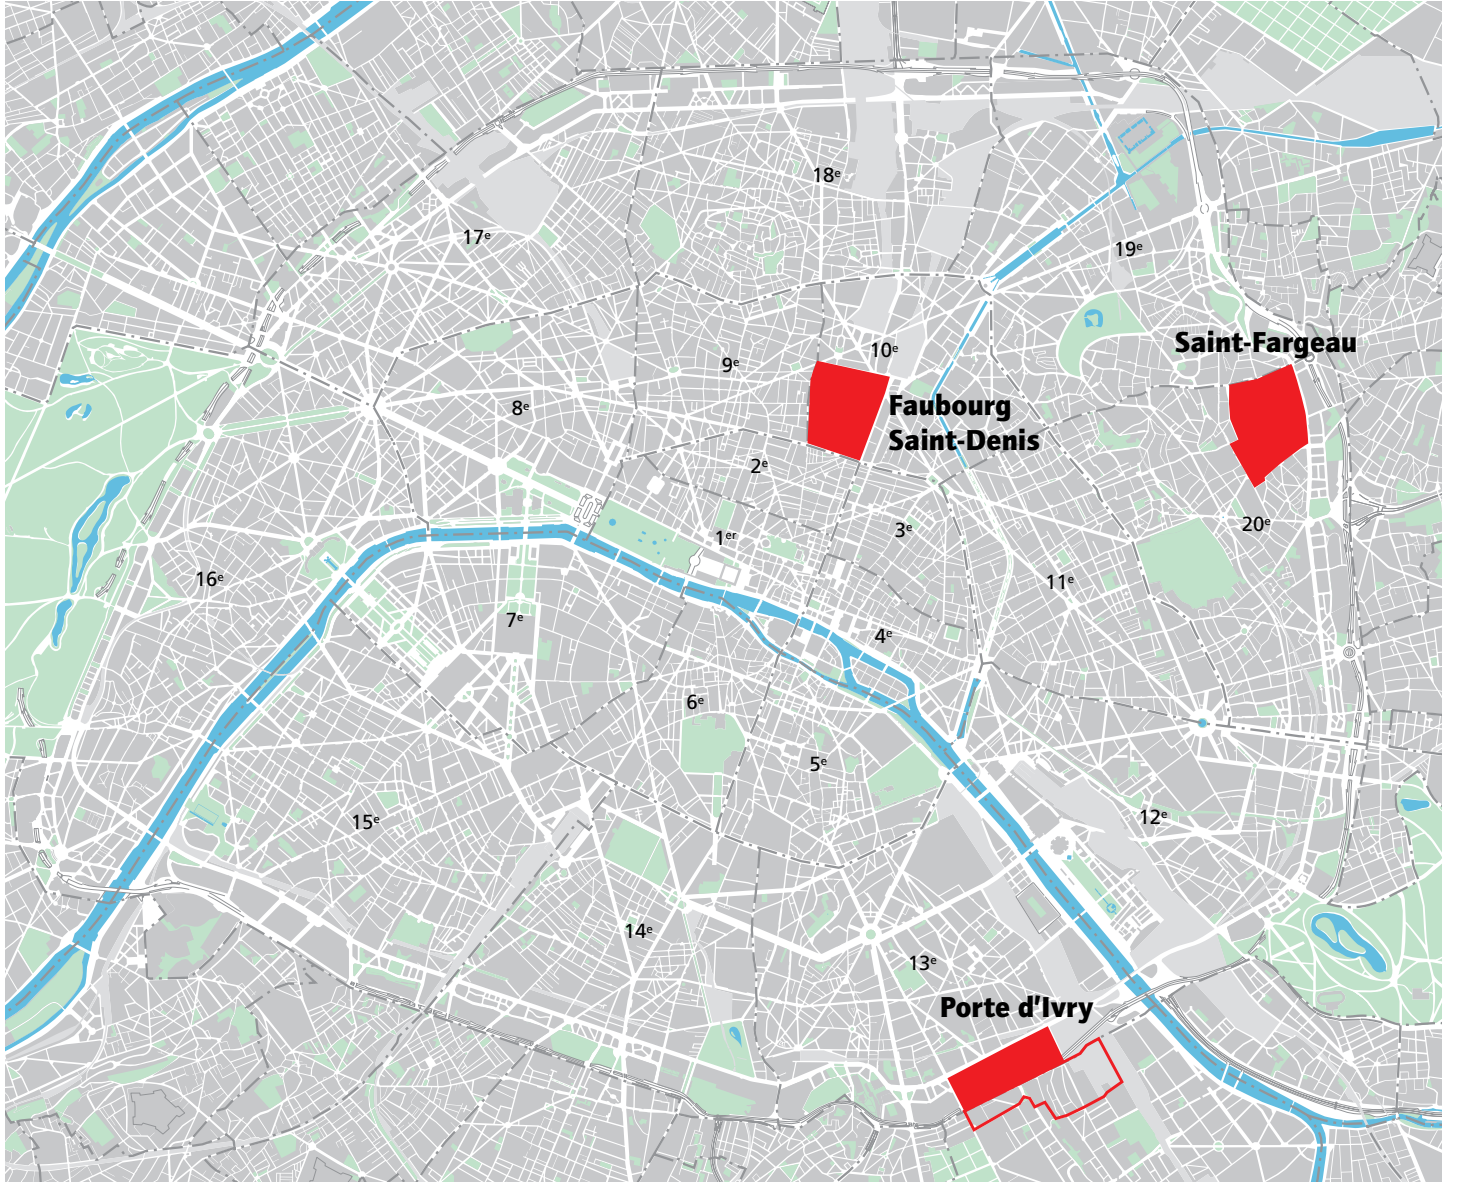 18ᵉ
17ᵉ
19ᵉ
Saint-Fargeau
10ᵉ
9ᵉ
8ᵉ
Faubourg
Saint-Denis
2ᵉ
3ᵉ
20ᵉ
1ᵉʳ
16ᵉ
11ᵉ
7ᵉ
4ᵉ
6ᵉ
5ᵉ
15ᵉ
12ᵉ
14ᵉ
13ᵉ
Porte d’Ivry